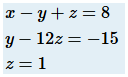 x − y + z = 8
y − 12z = −15
z = 1